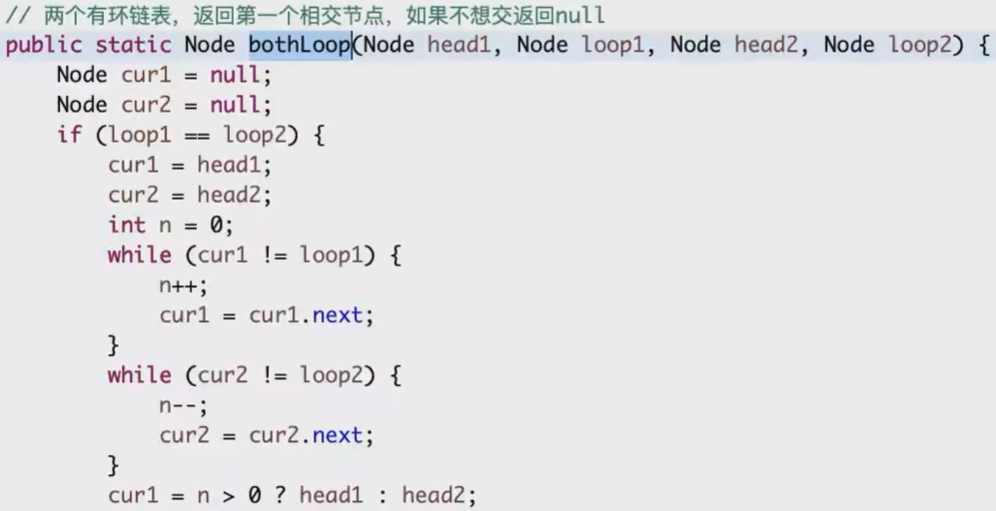 // 两个有环链表，返回第一个相交节点，如果不想交返回null
public static Node bothLoop(Node head1, Node loop1, Node head2, Node loop2) {
Node cur1 = null;
Node cur2 = null;
if (loop1 == loop2) {
cur1 = head1;
cur2 = head2;
int n = 0;
while (cur1 != loop1) {
n++;
cur1 = cur1.next;
}
while (cur2 != loop2) {
n--;
cur2 = cur2.next;
}
cur1 = n > 0 ? head1 : head2;